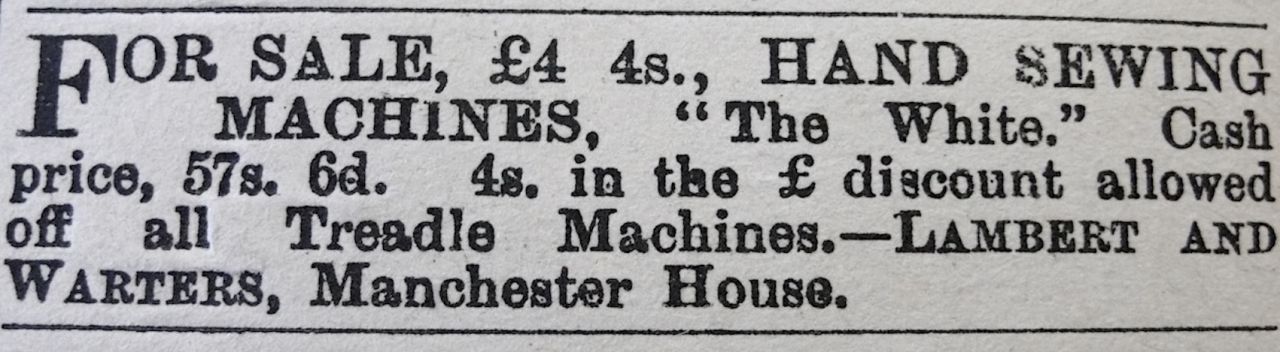 FOR SALE, £4 4s., HAND SEWING
MACHINES, “The White.” Cash
price, 57s. 6d. 4s. in the £ discount allowed
off all Treadle Machines.—LAMBERT AND
WARTERS, Manchester House.